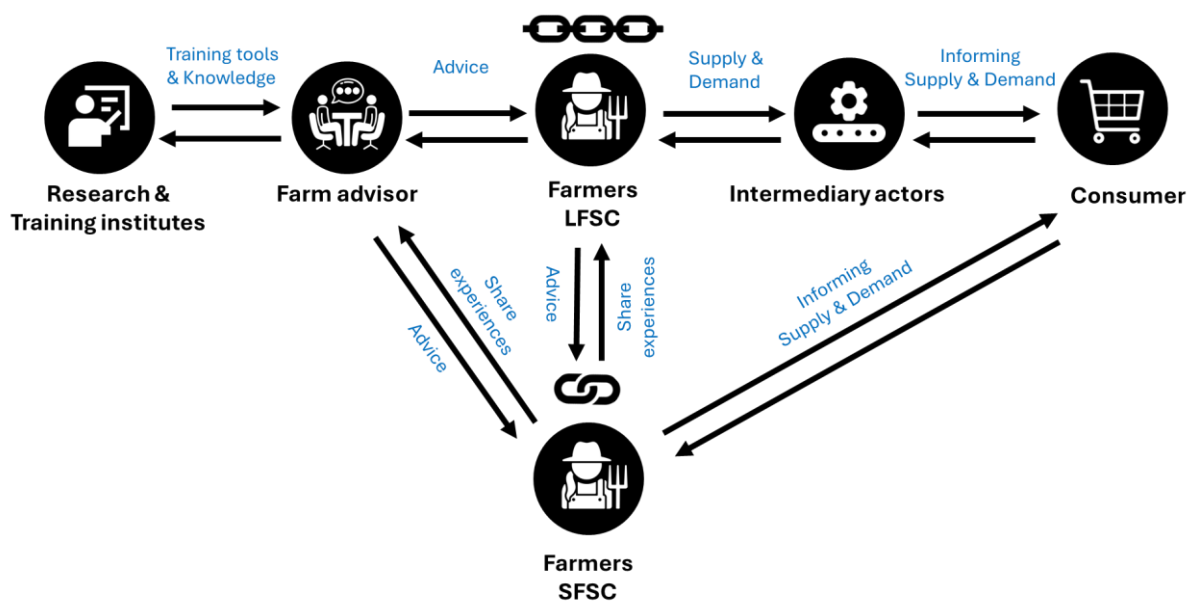 Training tools
& Knowledge
Advice
Supply &
Demand
Informing
Supply & Demand
Research &
Training institutes
Farm advisor
Farmers
LFSC
Intermediary actors
Consumer
Advice
Share
experiences
Advice
Share
experiences
Informing
Supply & Demand
Farmers
SFSC